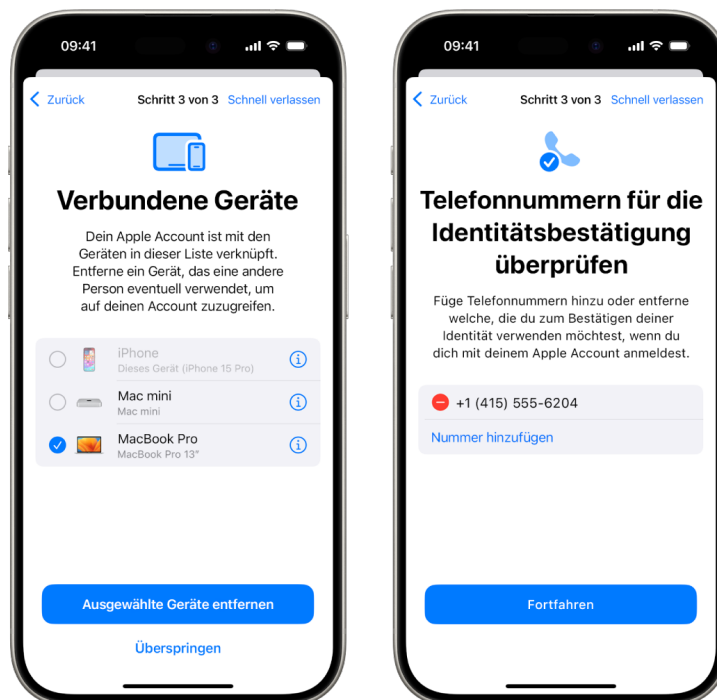 09:41
Zurück
Schritt 3 von 3
Schnell verlassen
Verbundene Geräte
Dein Apple Account ist mit den
Geräten in dieser Liste verknüpft.
Entferne ein Gerät, das eine andere
Person eventuell verwendet, um
auf deinen Account zuzugreifen.
iPhone
Dieses Gerät (iPhone 15 Pro)
Mac mini
Mac mini
MacBook Pro
MacBook Pro 13"
Ausgewählte Geräte entfernen
Überspringen
09:41
Zurück
Schritt 3 von 3
Schnell verlassen
Telefonnummern für die
Identitätsbestätigung
überprüfen
Füge Telefonnummern hinzu oder entferne
welche, die du zum Bestätigen deiner
Identität verwenden möchtest, wenn du
dich mit deinem Apple Account anmeldest.
+1 (415) 555-6204
Nummer hinzufügen
Fortfahren